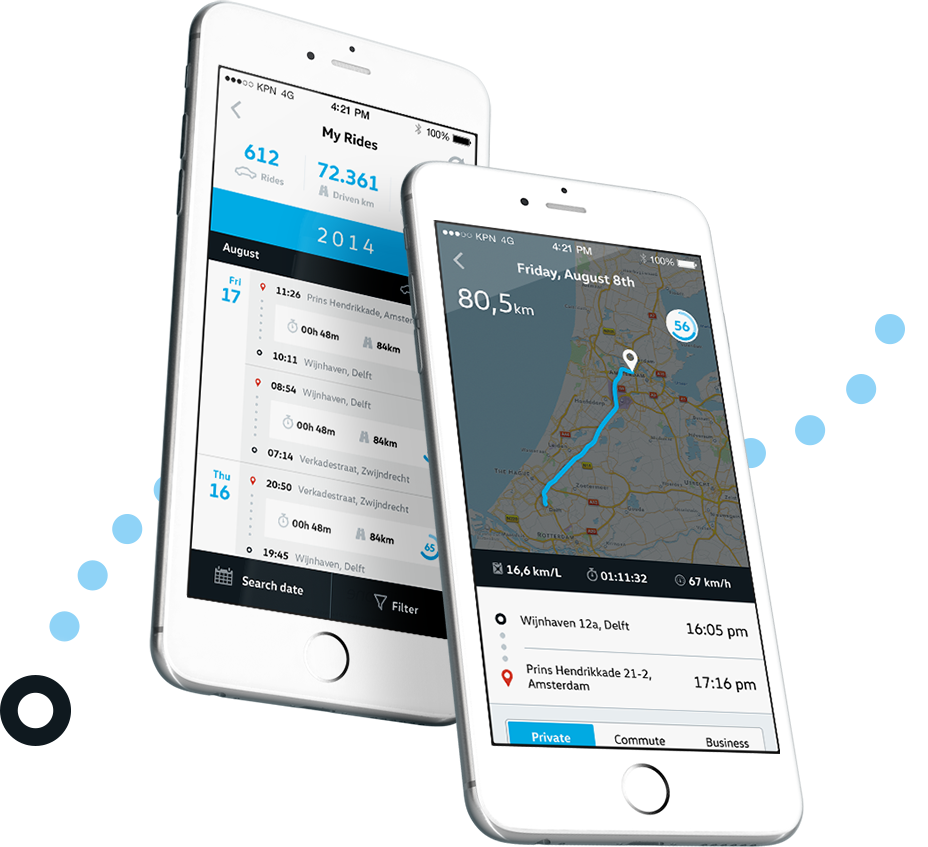 KPN 4G
4:21 PM
100%
My Rides
612
Rides
72.361
Driven km
2014
August
Fri
17
11:26 Prins Hendrikkade,
00h 48m
84km
10:11 Wijnhaven, Delft
08:54 Wijnhaven, Delft
00h 48m
84km
07:14 Verkadestraat, Zwijndrecht
Thu
16
20:50 Verkadestraat, Zwijndrecht
00h 48m
84km
65
19:45 Wijnhaven, Delft
Search date
Filter
KPN 4G
4:21 PM
100%
Friday, August 8th
80,5km
56
ROTTERDAM
16,6 km/L
01:11:32
67 km/h
Wijnhaven 12a, Delft
16:05 pm
Prins Hendrikkade 21-2,
Amsterdam
17:16 pm
Private
Commute
Business